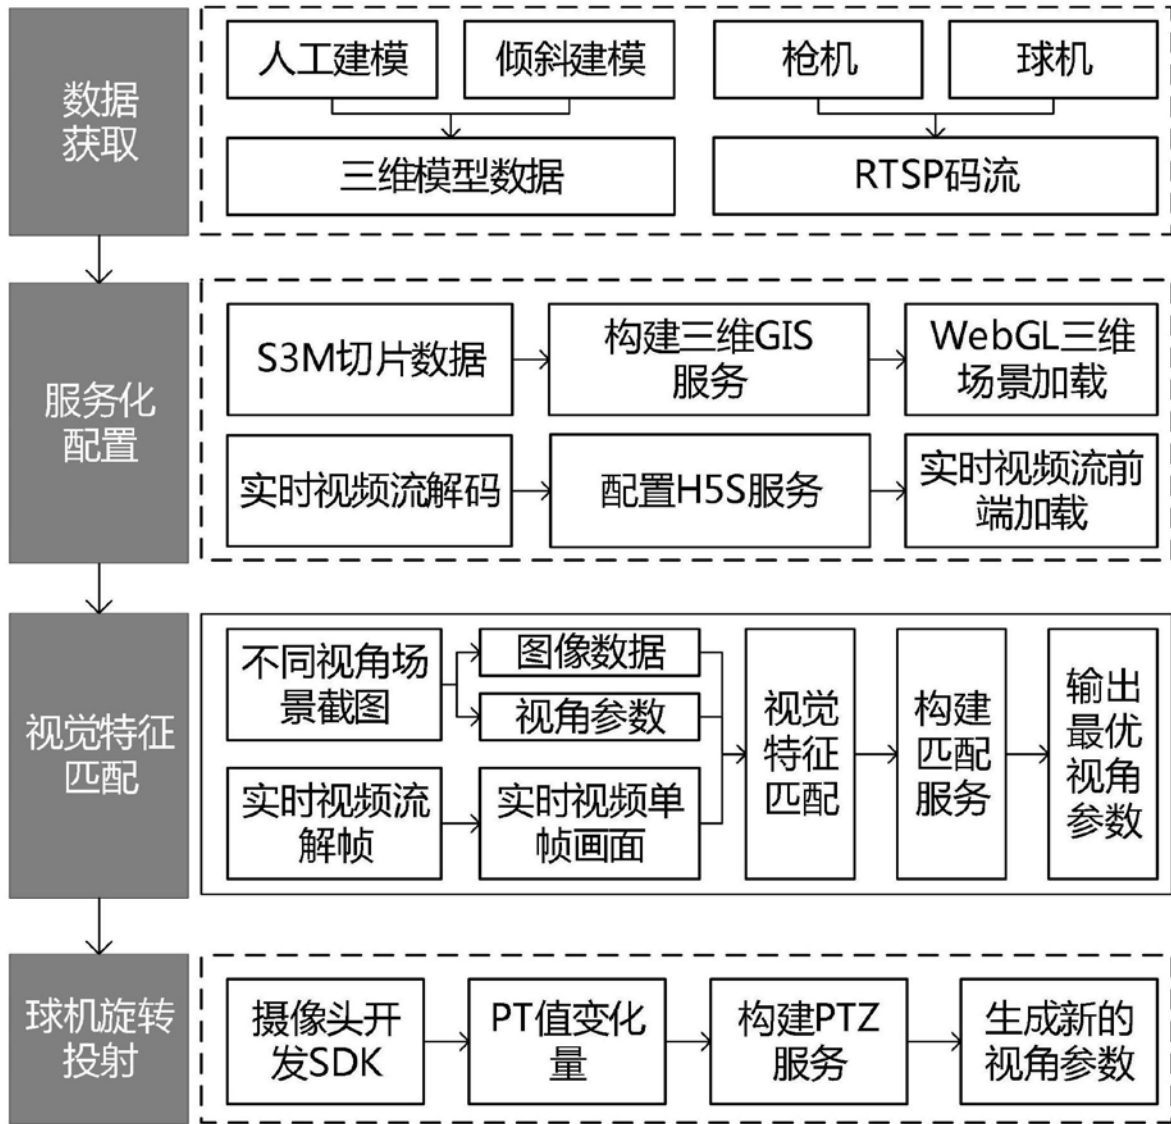 数据
获取
人工建模
倾斜建模
枪机
球机
三维模型数据
RTSP码流
服务化
配置
S3M切片数据
构建三维GIS
服务
WebGL三维
场景加载
实时视频流解码
配置H5S服务
实时视频流前
端加载
视觉特征
匹配
不同视角场
景截图
图像数据
视角参数
实时视频流
解帧
实时视频单
帧画面
视觉
特征
匹配
构建
匹配
服务
输出
最优
视角
参数
球机旋转
投射
摄像头开
发SDK
PT值变化
量
构建PTZ
服务
生成新的
视角参数